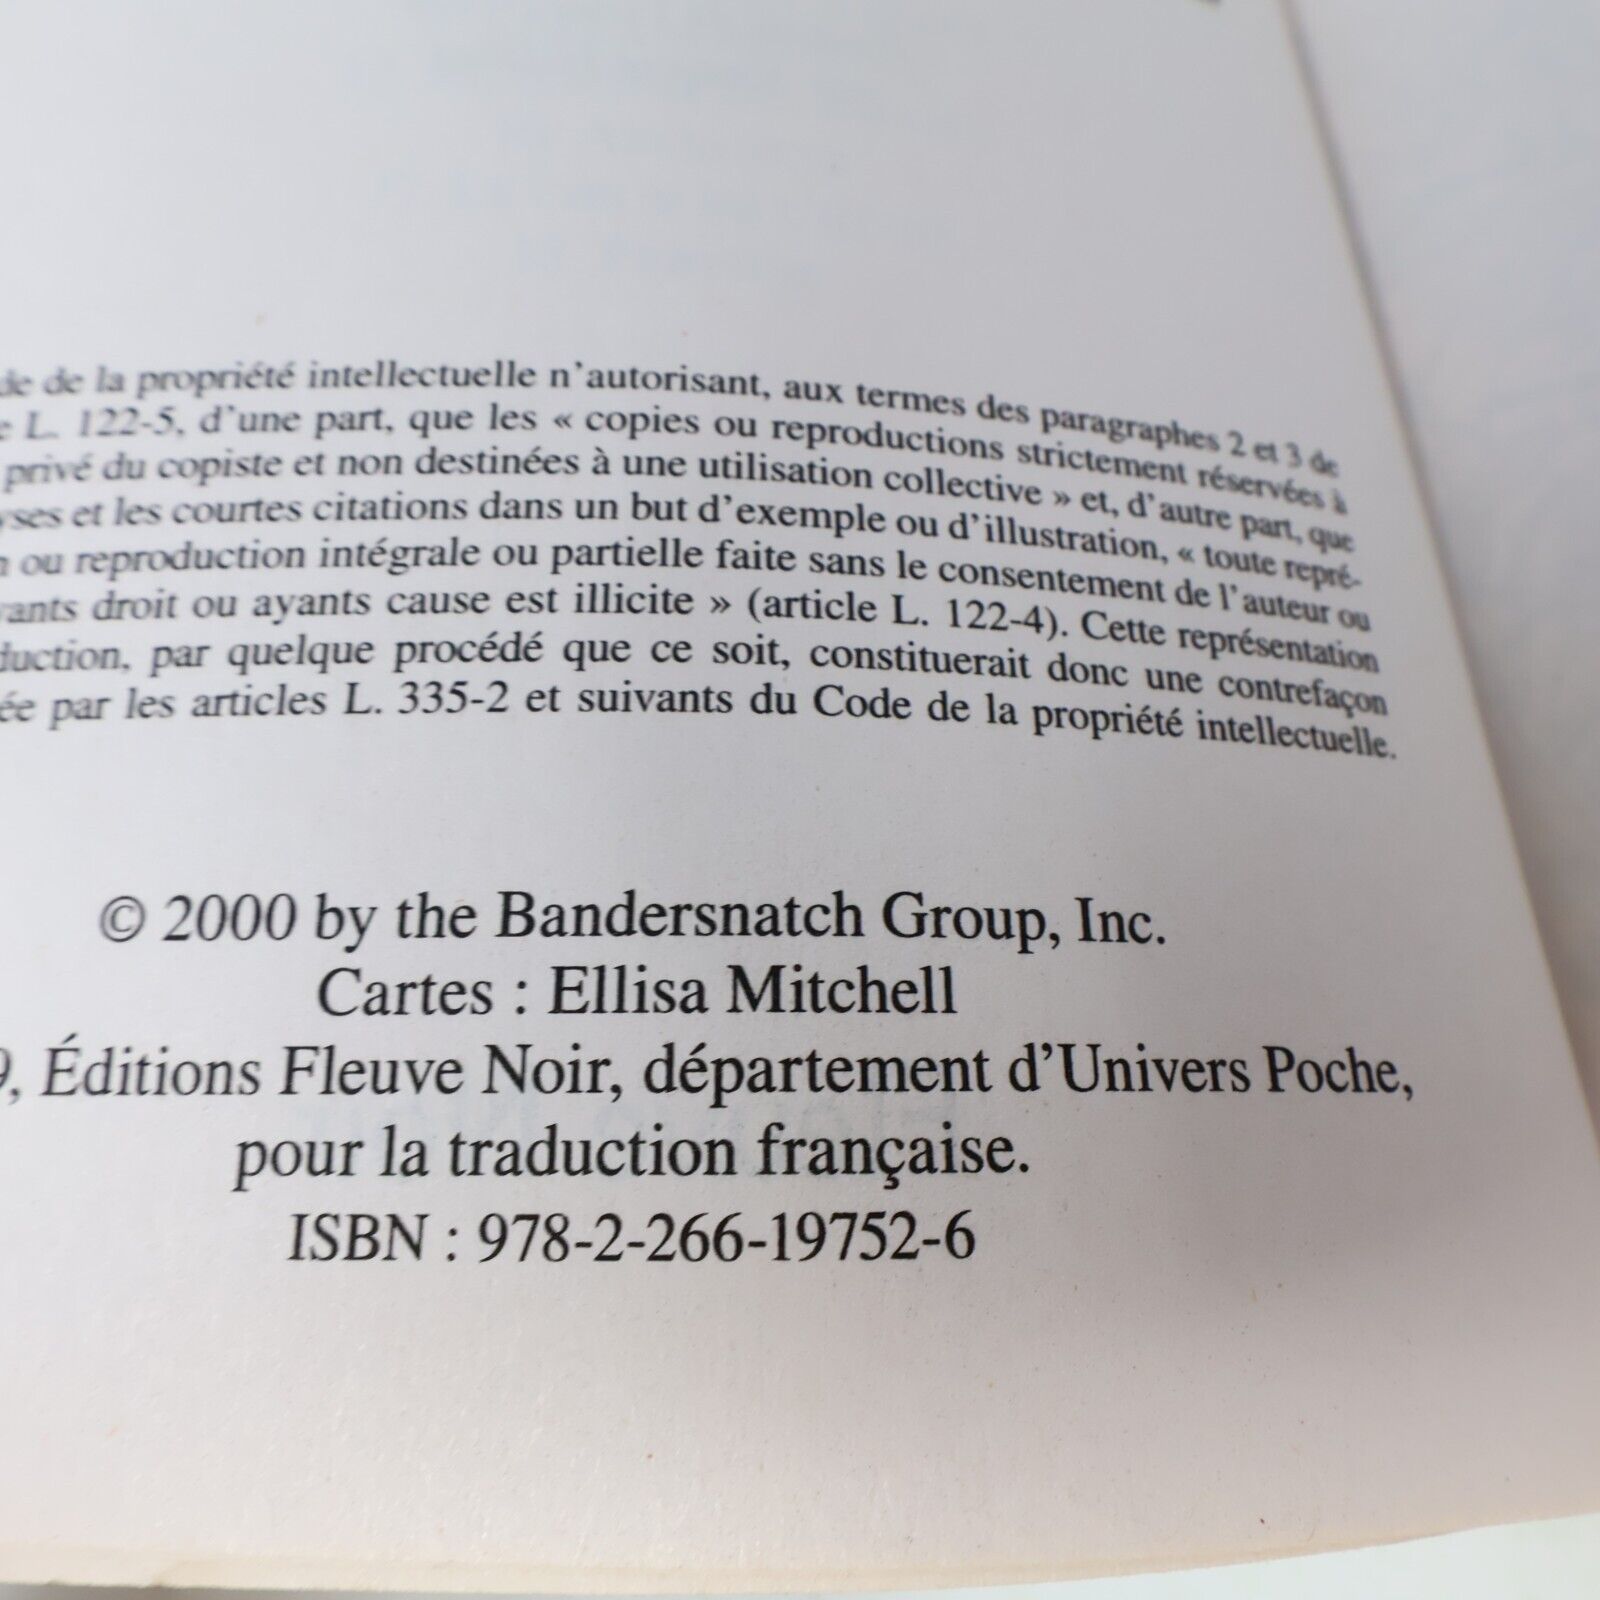 de de la propriété intellectuelle n'autorisant, aux termes des paragraphes 2 et 3 de
L. 122-5, d'une part, que les « copies ou reproductions strictement réservées à
privé du copiste et non destinées à une utilisation collective » et, d'autre part, que
yses et les courtes citations dans un but d'exemple ou d'illustration, « toute repré-
n ou reproduction intégrale ou partielle faite sans le consentement de l'auteur ou
yants droit ou ayants cause est illicite » (article L. 122-4). Cette représentation
duction, par quelque procédé que ce soit, constituerait donc une contrefaçon
ée par les articles L. 335-2 et suivants du Code de la propriété intellectuelle.
© 2000 by the Bandersnatch Group, Inc.
Cartes : Ellisa Mitchell
9, Éditions Fleuve Noir, département d'Univers Poche,
pour la traduction française.
ISBN : 978-2-266-19752-6